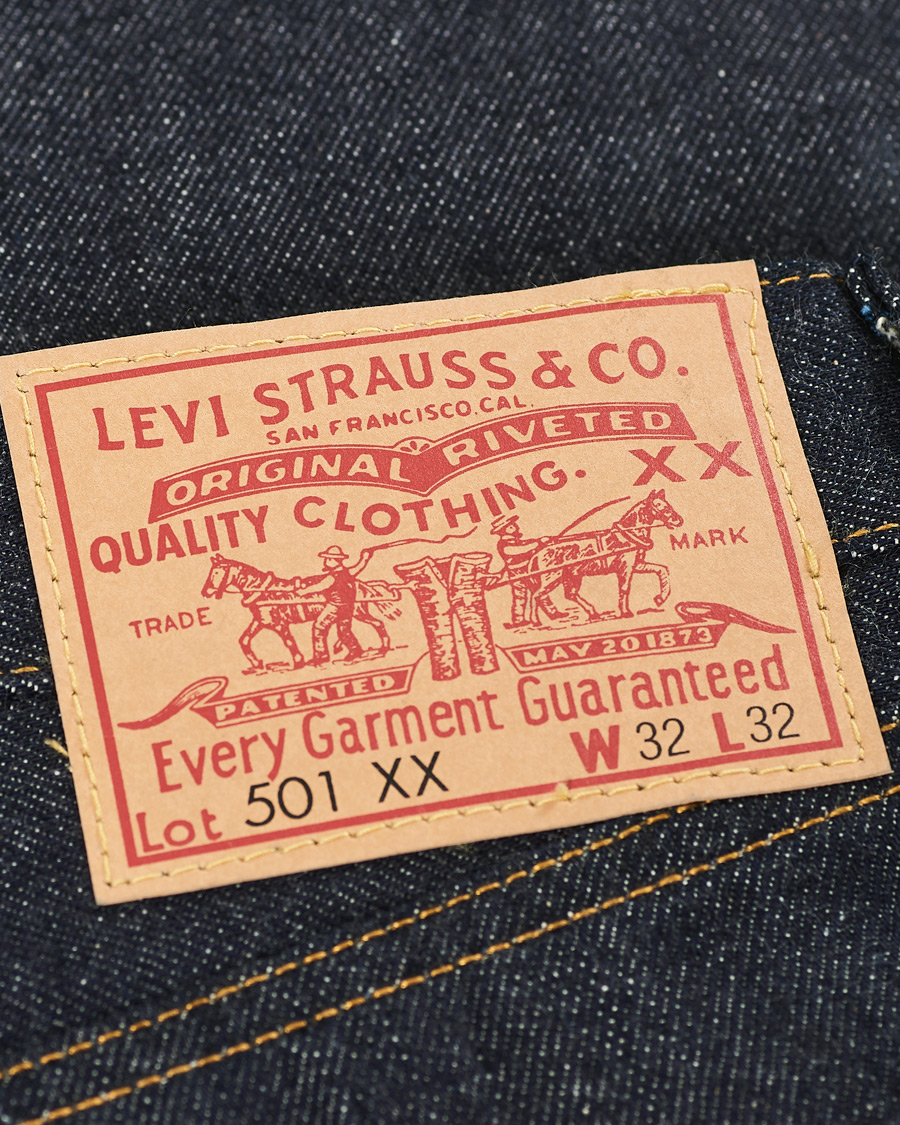 LEVI STRAUSS & CO.
SAN FRANCISCO.CAL.
ORIGINAL RIVETED
QUALITY CLOTHING. XX
TRADE MARK
PATENTED MAY 20 1873
Every Garment Guaranteed
Lot 501 XX W 32 L 32